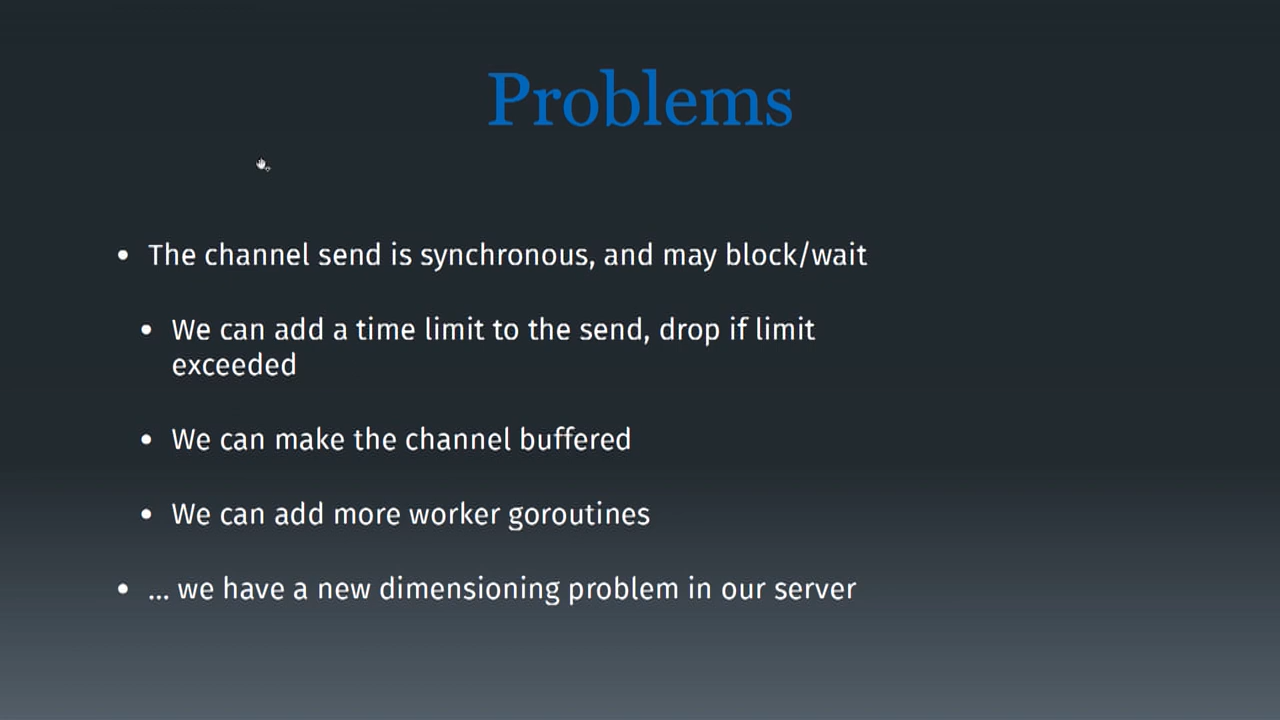 Problems
• The channel send is synchronous, and may block/wait
• We can add a time limit to the send, drop if limit
exceeded
• We can make the channel buffered
• We can add more worker goroutines
• ... we have a new dimensioning problem in our server